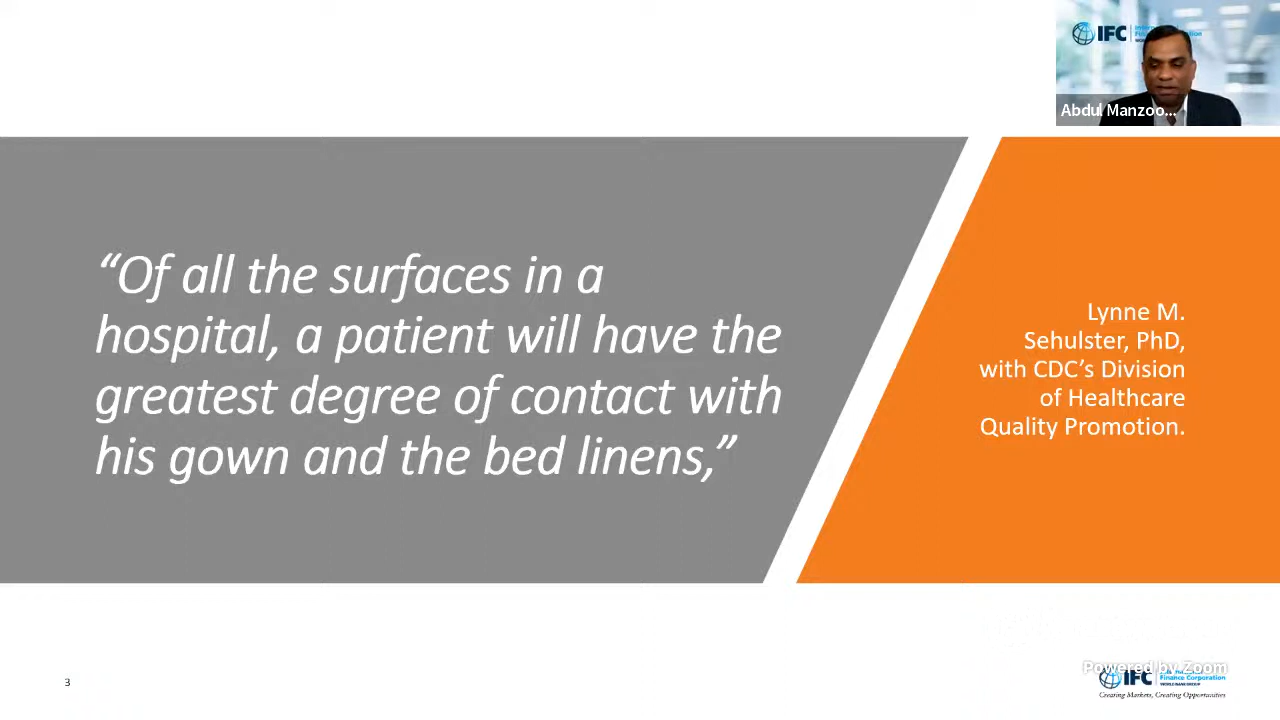 IFC
Abdul Manzoo...
“Of all the surfaces in a
hospital, a patient will have the
greatest degree of contact with
his gown and the bed linens,”
Lynne M.
Sehulster, PhD,
with CDC’s Division
of Healthcare
Quality Promotion.
3
Powered by Zoom
IFC
Finance Corporation
WORLD BANK GROUP
Creating Markets, Creating Opportunities